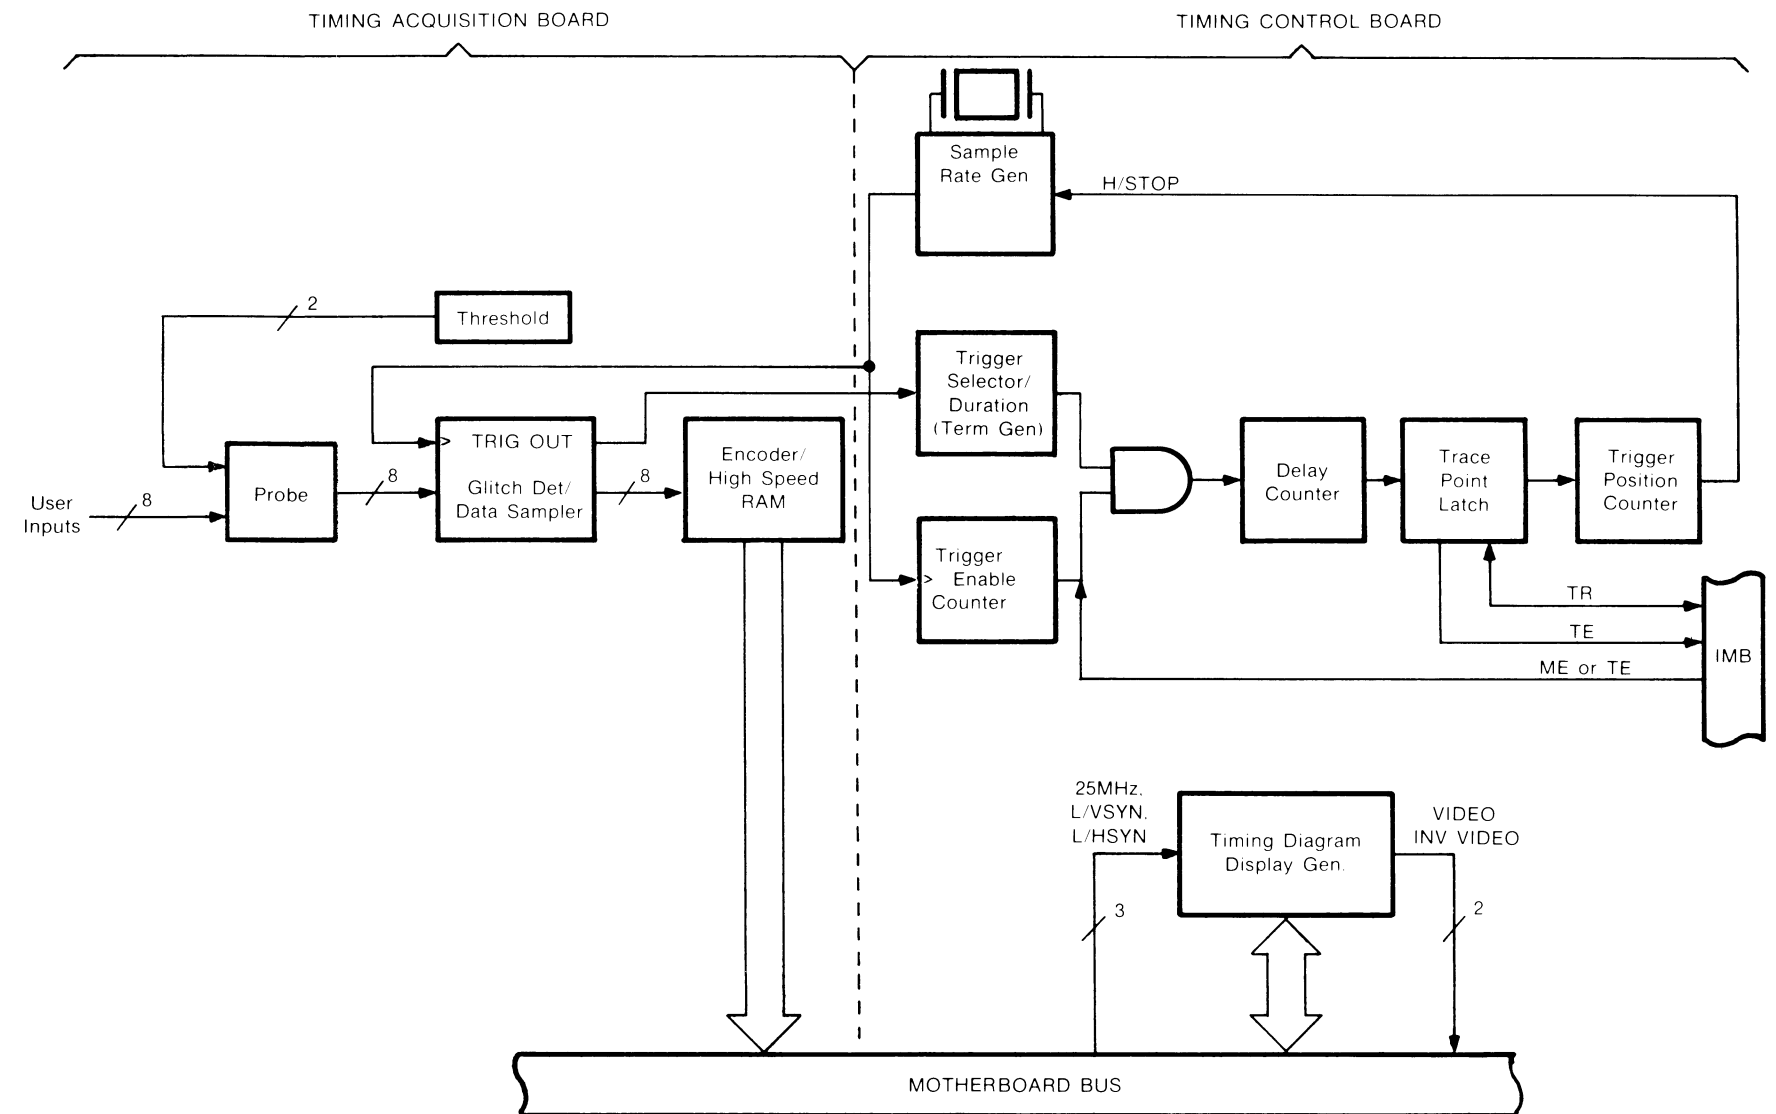 TIMING ACQUISITION BOARD
TIMING CONTROL BOARD
Sample
Rate Gen
H/STOP
2
Threshold
Trigger
Selector/
Duration
(Term Gen)
User
Inputs
8
Probe
8
> TRIG OUT
Glitch Det/
Data Sampler
8
Encoder/
High Speed
RAM
Trigger
> Enable
Counter
Delay
Counter
Trace
Point
Latch
Trigger
Position
Counter
TR
TE
ME or TE
IMB
25MHz,
L/VSYN,
L/HSYN
3
Timing Diagram
Display Gen.
VIDEO
INV VIDEO
2
MOTHERBOARD BUS